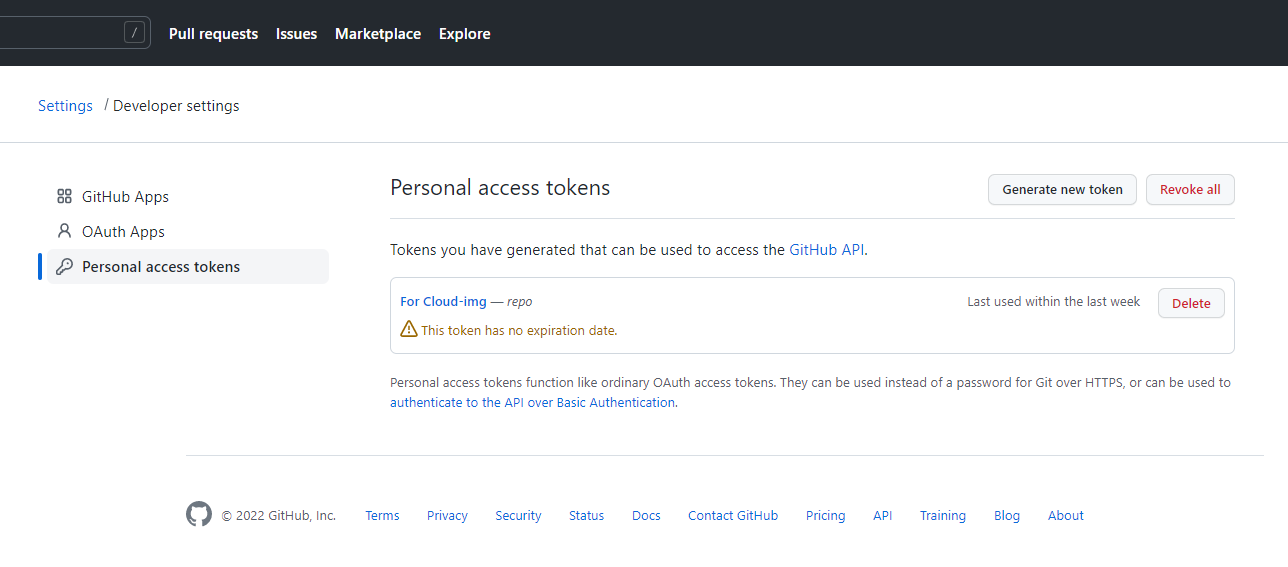 / Pull requests Issues Marketplace Explore
Settings / Developer settings
GitHub Apps
OAuth Apps
Personal access tokens
Personal access tokens Generate new token Revoke all
Tokens you have generated that can be used to access the GitHub API.
For Cloud-img — repo Last used within the last week Delete
This token has no expiration date.
Personal access tokens function like ordinary OAuth access tokens. They can be used instead of a password for Git over HTTPS, or can be used to
authenticate to the API over Basic Authentication.
© 2022 GitHub, Inc. Terms Privacy Security Status Docs Contact GitHub Pricing API Training Blog About